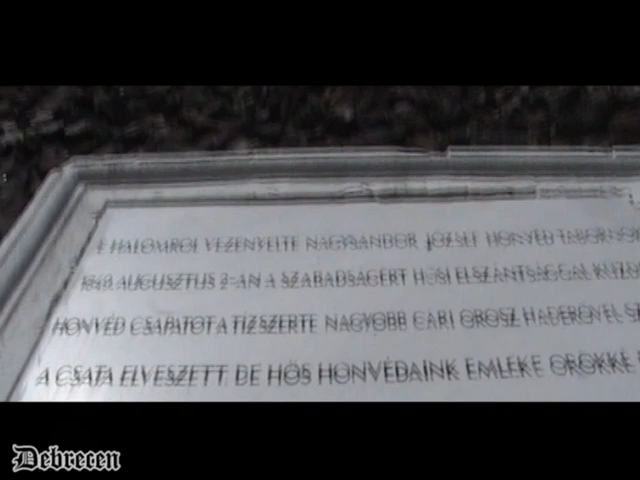 E HALOMRÓL VEZÉNYELTE NAGYSÁNDOR JÓZSEF HONVÉD
1849 AUGUSZTUS 2-ÁN A SZABADSÁGÉRT HŐSI ELSZÁNTSÁGGAL
HONVÉD CSAPATOT A TÍZSZERTE NAGYOBB CÁRI OROSZ HADERŐVEL
A CSATA ELVESZETT DE HŐS HONVÉDAINK EMLÉKE ÖRÖKKÉ
Debrecen